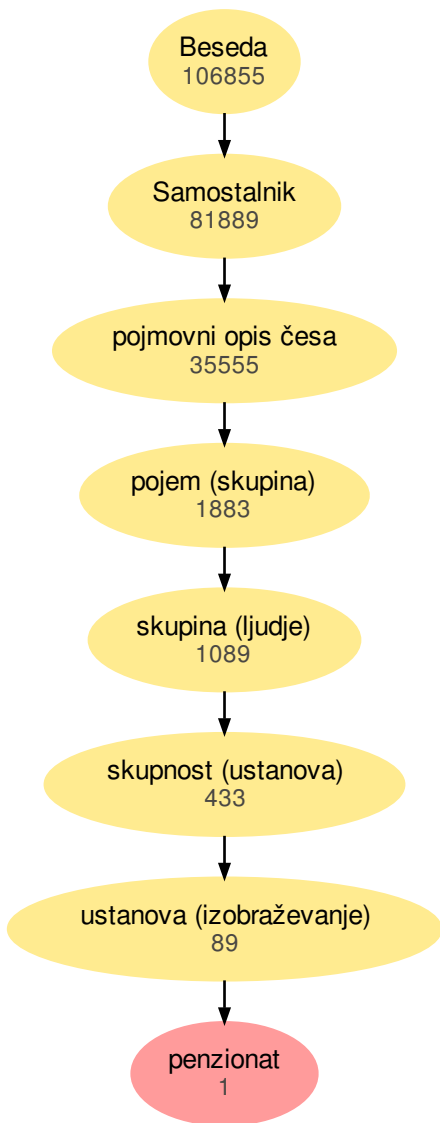 Beseda
106855
Samostalnik
81889
pojmovni opis česa
35555
pojem (skupina)
1883
skupina (ljudje)
1089
skupnost (ustanova)
433
ustanova (izobraževanje)
89
penzionat
1